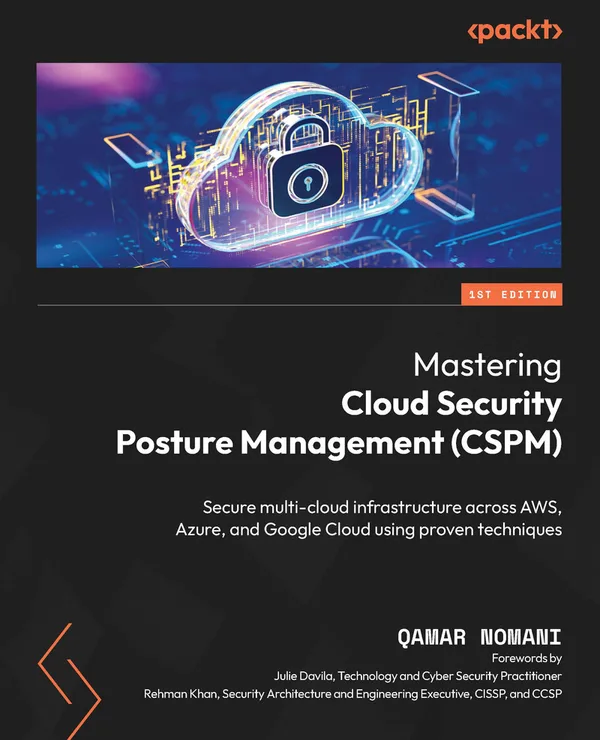 <packt>
1ST EDITION
Mastering
Cloud Security
Posture Management (CSPM)
Secure multi-cloud infrastructure across AWS,
Azure, and Google Cloud using proven techniques
QAMAR NOMANI
Forewords by
Julie Davila, Technology and Cyber Security Practitioner
Rehman Khan, Security Architecture and Engineering Executive, CISSP, and CCSP